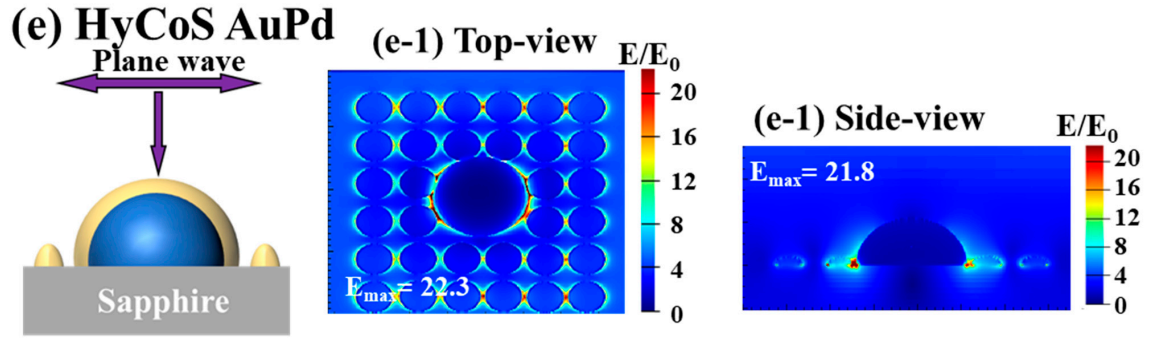 (e) HyCoS AuPd
Plane wave
Sapphire
(e-1) Top-view
E/E0
20
16
12
8
4
0
Emax= 22.3
(e-1) Side-view
E/E0
20
16
12
8
4
0
Emax= 21.8